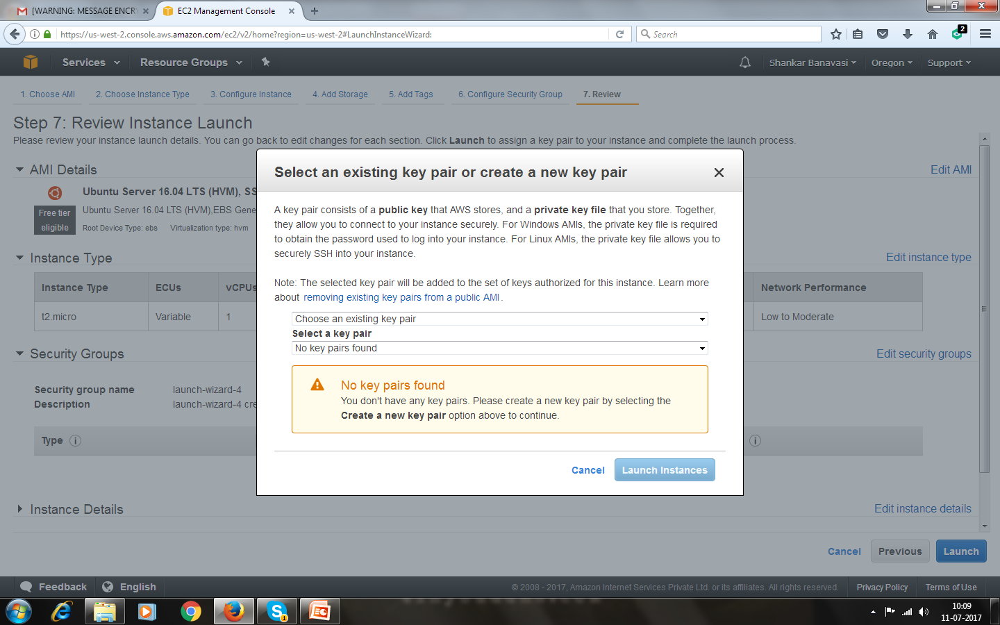 [WARNING: MESSAGE ENCRY
EC2 Management Console
https://us-west-2.console.aws.amazon.com/ec2/v2/home?region=us-west-2#LaunchInstanceWizard:
Search
2
Services
Resource Groups
Shankar Banavasi
Oregon
Support
1. Choose AMI
2. Choose Instance Type
3. Configure Instance
4. Add Storage
5. Add Tags
6. Configure Security Group
7. Review
Step 7: Review Instance Launch
Please review your instance launch details. You can go back to edit changes for each section. Click Launch to assign a key pair to your instance and complete the launch process.
AMI Details
Edit AMI
Ubuntu Server 16.04 LTS (HVM), SS
Free tier
eligible
Ubuntu Server 16.04 LTS (HVM),EBS Gene
Root Device Type: ebs Virtualization type: hvm
Instance Type
Edit instance type
Instance Type
ECUs
vCPUs
Network Performance
t2.micro
Variable
1
Low to Moderate
Security Groups
Edit security groups
Security group name
launch-wizard-4
Description
launch-wizard-4 cre
Type
Instance Details
Edit instance details
Select an existing key pair or create a new key pair
A key pair consists of a public key that AWS stores, and a private key file that you store. Together,
they allow you to connect to your instance securely. For Windows AMIs, the private key file is required
to obtain the password used to log into your instance. For Linux AMIs, the private key file allows you to
securely SSH into your instance.
Note: The selected key pair will be added to the set of keys authorized for this instance. Learn more
about removing existing key pairs from a public AMI.
Choose an existing key pair
Select a key pair
No key pairs found
No key pairs found
You don't have any key pairs. Please create a new key pair by selecting the
Create a new key pair option above to continue.
Cancel
Launch Instances
Cancel
Previous
Launch
Feedback
English
© 2008 - 2017, Amazon Internet Services Private Ltd. or its affiliates. All rights reserved.
Privacy Policy
Terms of Use
1
10:09
11-07-2017